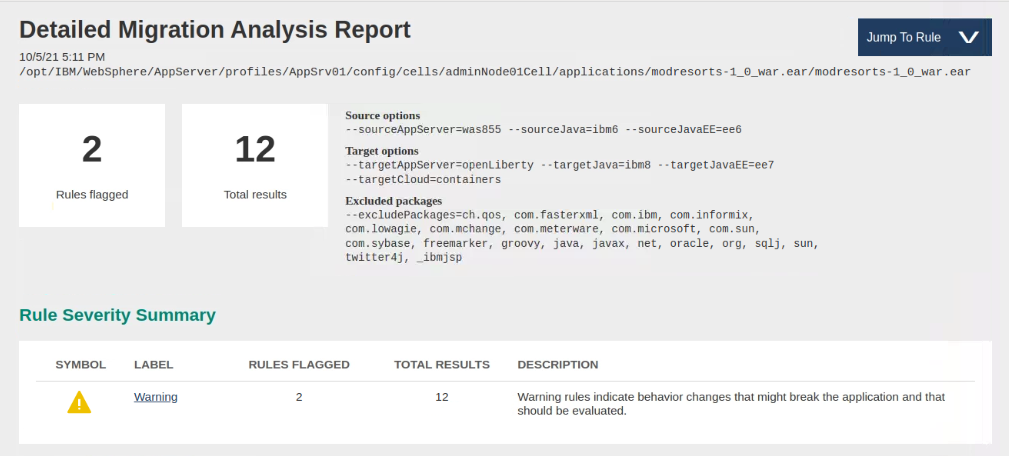 Detailed Migration Analysis Report
Jump To Rule
10/5/21 5:11 PM
/opt/IBM/WebSphere/AppServer/profiles/AppSrv01/config/cells/adminNode01Cell/applications/modresorts-1_0_war.ear/modresorts-1_0_war.ear
2
Rules flagged
12
Total results
Source options
--sourceAppServer=was855 --sourceJava=ibm6 --sourceJavaEE=ee6
Target options
--targetAppServer=openLiberty --targetJava=ibm8 --targetJavaEE=ee7
--targetCloud=containers
Excluded packages
--excludePackages=ch.qos, com.fasterxml, com.ibm, com.informix,
com.lowagie, com.mchange, com.meterware, com.microsoft, com.sun,
com.sybase, freemarker, groovy, java, javax, net, oracle, org, sqlj, sun,
twitter4j, _ibmjsp
Rule Severity Summary
SYMBOL LABEL RULES FLAGGED TOTAL RESULTS DESCRIPTION
Warning 2 12 Warning rules indicate behavior changes that might break the application and that
should be evaluated.